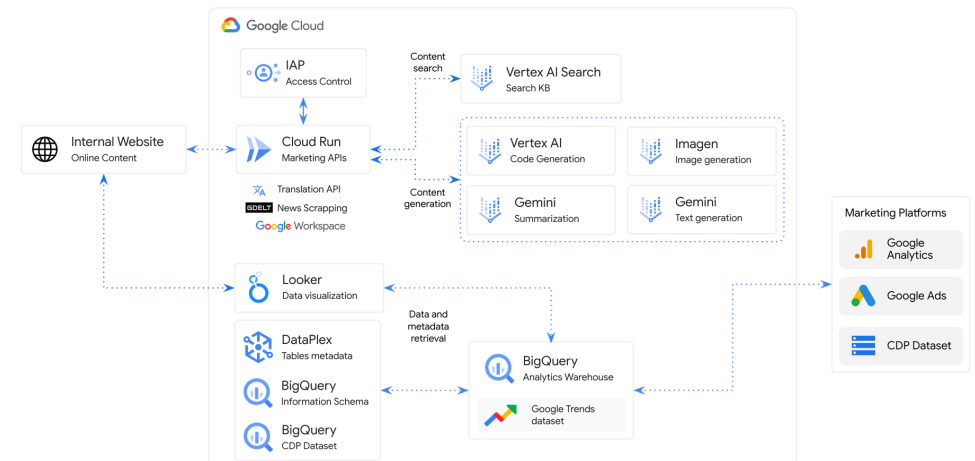 Google Cloud
IAP
Access Control
Content
search
Vertex AI Search
Search KB
Internal Website
Online Content
Cloud Run
Marketing APIs
Vertex AI
Code Generation
Imagen
Image generation
Translation API
GDELT News Scrapping
Google Workspace
Content
generation
Gemini
Summarization
Gemini
Text generation
Marketing Platforms
Google
Analytics
Google Ads
CDP Dataset
Looker
Data visualization
Data and
metadata
retrieval
DataPlex
Tables metadata
BigQuery
Information Schema
BigQuery
CDP Dataset
BigQuery
Analytics Warehouse
Google Trends
dataset